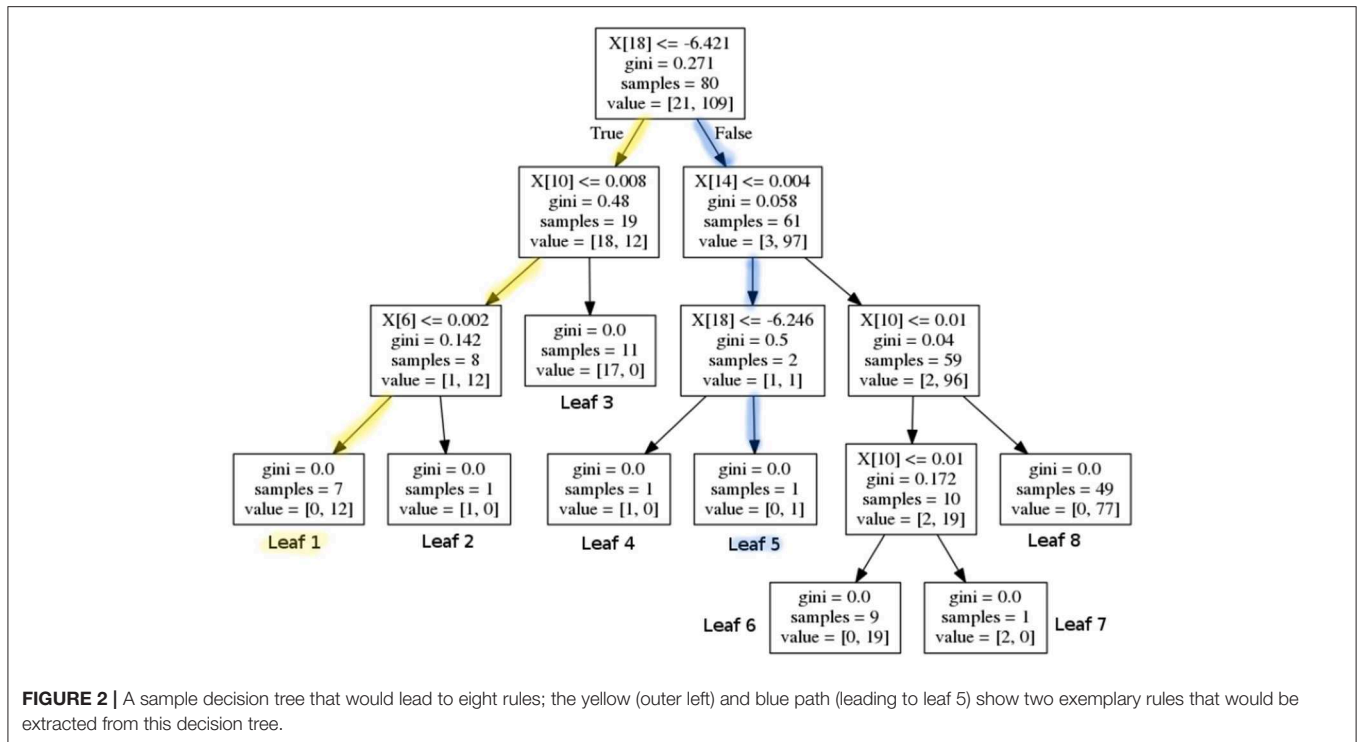 X[18] <= -6.421
gini = 0.271
samples = 80
value = [21, 109]
True
False
X[10] <= 0.008
gini = 0.48
samples = 19
value = [18, 12]
X[14] <= 0.004
gini = 0.058
samples = 61
value = [3, 97]
X[6] <= 0.002
gini = 0.142
samples = 8
value = [1, 12]
gini = 0.0
samples = 11
value = [17, 0]
Leaf 3
X[18] <= -6.246
gini = 0.5
samples = 2
value = [1, 1]
X[10] <= 0.01
gini = 0.04
samples = 59
value = [2, 96]
gini = 0.0
samples = 7
value = [0, 12]
Leaf 1
gini = 0.0
samples = 1
value = [1, 0]
Leaf 2
gini = 0.0
samples = 1
value = [1, 0]
Leaf 4
gini = 0.0
samples = 1
value = [0, 1]
Leaf 5
X[10] <= 0.01
gini = 0.172
samples = 10
value = [2, 19]
gini = 0.0
samples = 49
value = [0, 77]
Leaf 8
Leaf 6
gini = 0.0
samples = 9
value = [0, 19]
gini = 0.0
samples = 1
value = [2, 0]
Leaf 7
FIGURE 2 | A sample decision tree that would lead to eight rules; the yellow (outer left) and blue path (leading to leaf 5) show two exemplary rules that would be
extracted from this decision tree.